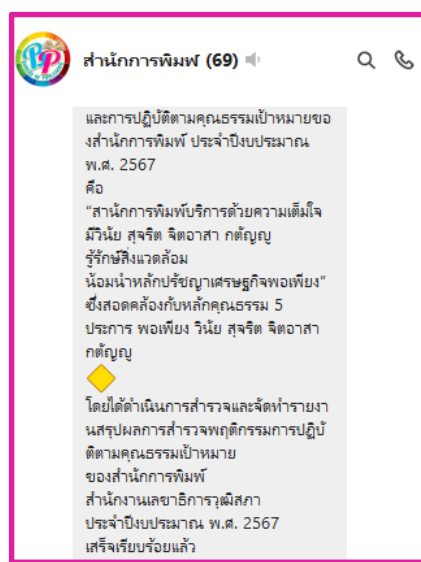 สำนักการพิมพ์ (69)
และการปฏิบัติตามคุณธรรมเป้าหมายขอ
งสำนักการพิมพ์ ประจำปีงบประมาณ
พ.ศ. 2567
คือ
“สานักการพิมพ์บริการด้วยความเต็มใจ
มีวินัย สุจริต จิตอาสา กตัญญู
รู้รักษ์สิ่งแวดล้อม
น้อมนำหลักปรัชญาเศรษฐกิจพอเพียง”
ซึ่งสอดคล้องกับหลักคุณธรรม 5
ประการ พอเพียง วินัย สุจริต จิตอาสา
กตัญญู
โดยได้ดำเนินการสำรวจและจัดทำรายงา
นสรุปผลการสำรวจพฤติกรรมการปฏิบั
ติตามคุณธรรมเป้าหมาย
ของสำนักการพิมพ์
สำนักงานเลขาธิการวุฒิสภา
ประจำปีงบประมาณ พ.ศ. 2567
เสร็จเรียบร้อยแล้ว